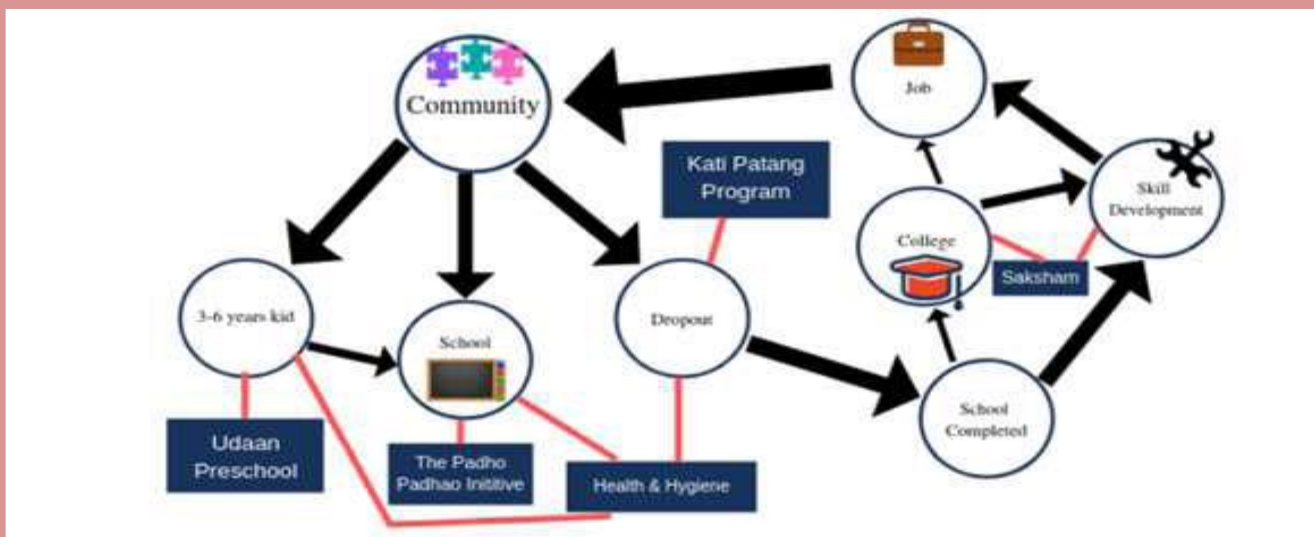 Community
Job
Kati Patang
Program
Skill
Development
College
Saksham
3-6 years kid
School
Dropout
School
Completed
Udaan
Preschool
The Padho
Padhao Inititive
Health & Hygiene